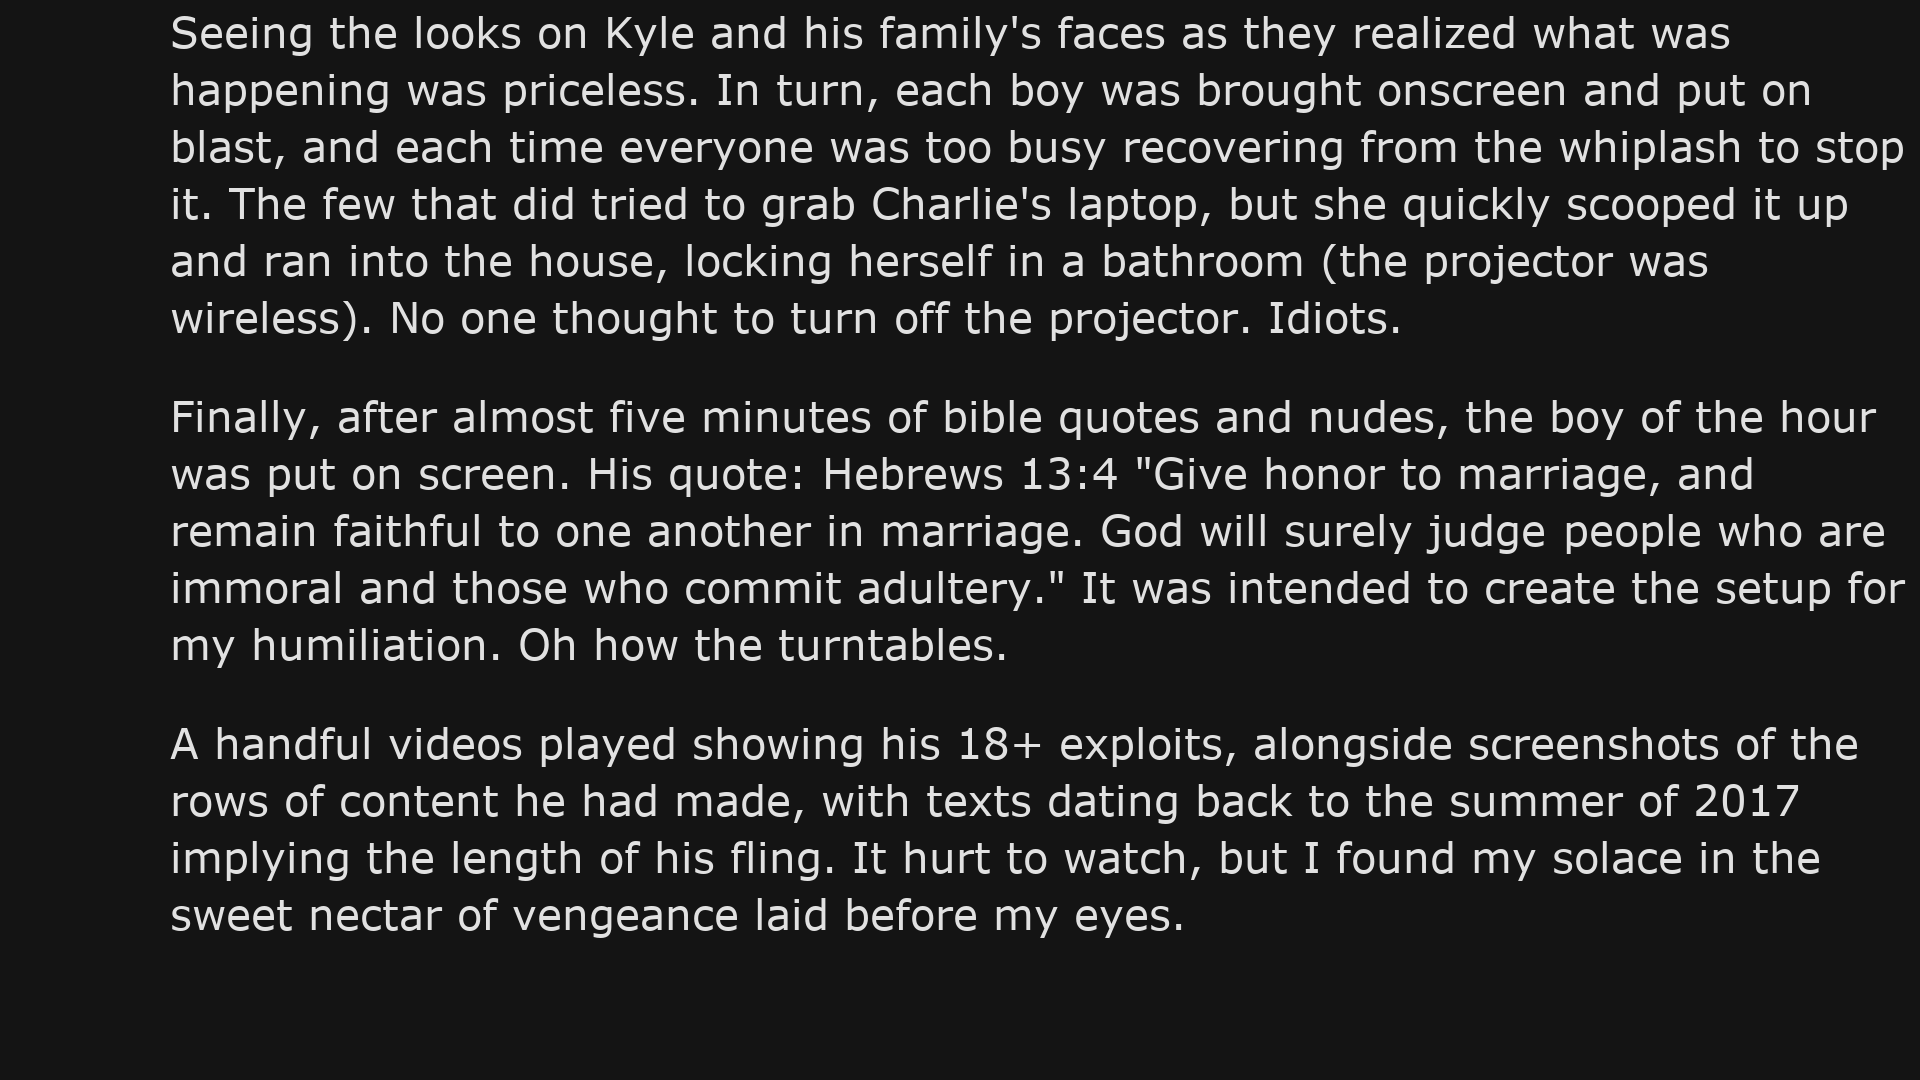 Seeing the looks on Kyle and his family's faces as they realized what was
happening was priceless. In turn, each boy was brought onscreen and put on
blast, and each time everyone was too busy recovering from the whiplash to stop
it. The few that did tried to grab Charlie's laptop, but she quickly scooped it up
and ran into the house, locking herself in a bathroom (the projector was
wireless). No one thought to turn off the projector. Idiots.
Finally, after almost five minutes of bible quotes and nudes, the boy of the hour
was put on screen. His quote: Hebrews 13:4 "Give honor to marriage, and
remain faithful to one another in marriage. God will surely judge people who are
immoral and those who commit adultery." It was intended to create the setup for
my humiliation. Oh how the turntables.
A handful videos played showing his 18+ exploits, alongside screenshots of the
rows of content he had made, with texts dating back to the summer of 2017
implying the length of his fling. It hurt to watch, but I found my solace in the
sweet nectar of vengeance laid before my eyes.